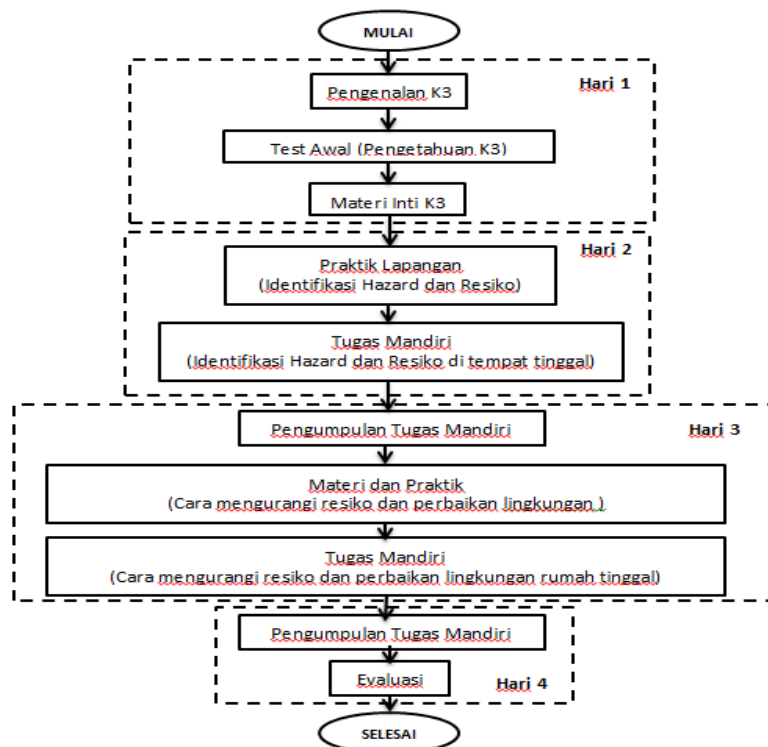 MULAI
Hari 1
Pengenalan K3
Test Awal (Pengetahuan K3)
Materi Inti K3
Hari 2
Praktik Lapangan
(Identifikasi Hazard dan Resiko)
Tugas Mandiri
(Identifikasi Hazard dan Resiko di tempat tinggal)
Pengumpulan Tugas Mandiri
Hari 3
Materi dan Praktik
(Cara mengurangi resiko dan perbaikan lingkungan )
Tugas Mandiri
(Cara mengurangi resiko dan perbaikan lingkungan rumah tinggal)
Pengumpulan Tugas Mandiri
Evaluasi
Hari 4
SELESAI